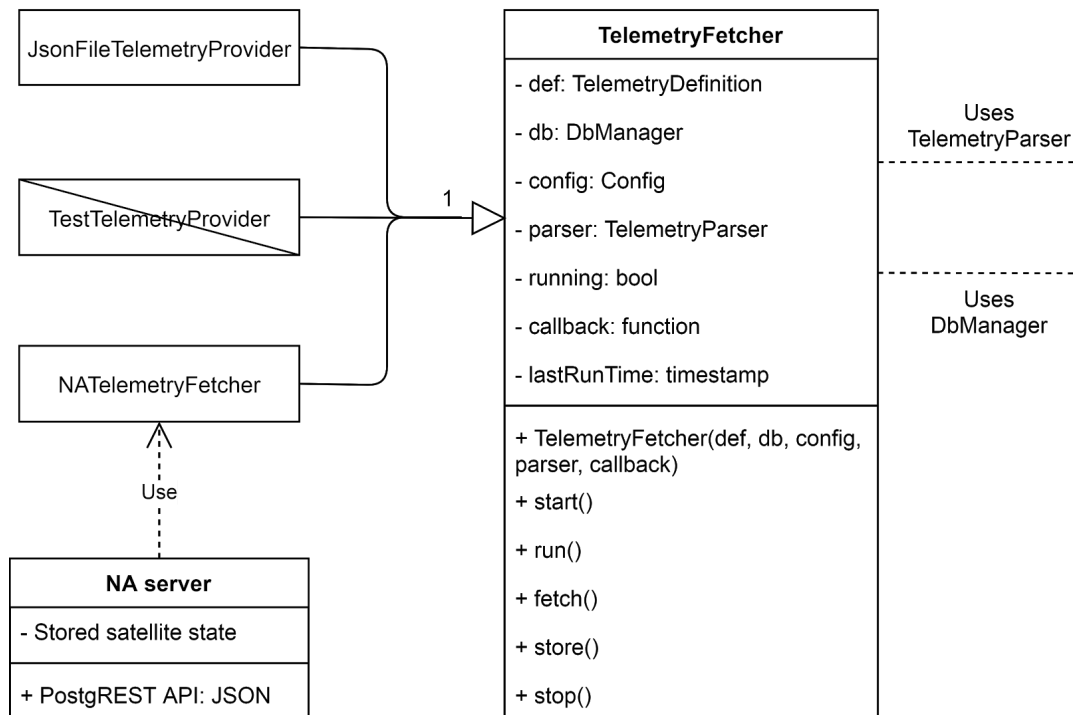 JsonFileTelemetryProvider
TestTelemetryProvider
NATelemetryFetcher
Use
NA server
- Stored satellite state
+ PostgREST API: JSON
1
TelemetryFetcher
- def: TelemetryDefinition
- db: DbManager
- config: Config
- parser: TelemetryParser
- running: bool
- callback: function
- lastRunTime: timestamp
+ TelemetryFetcher(def, db, config,
parser, callback)
+ start()
+ run()
+ fetch()
+ store()
+ stop()
Uses
TelemetryParser
Uses
DbManager